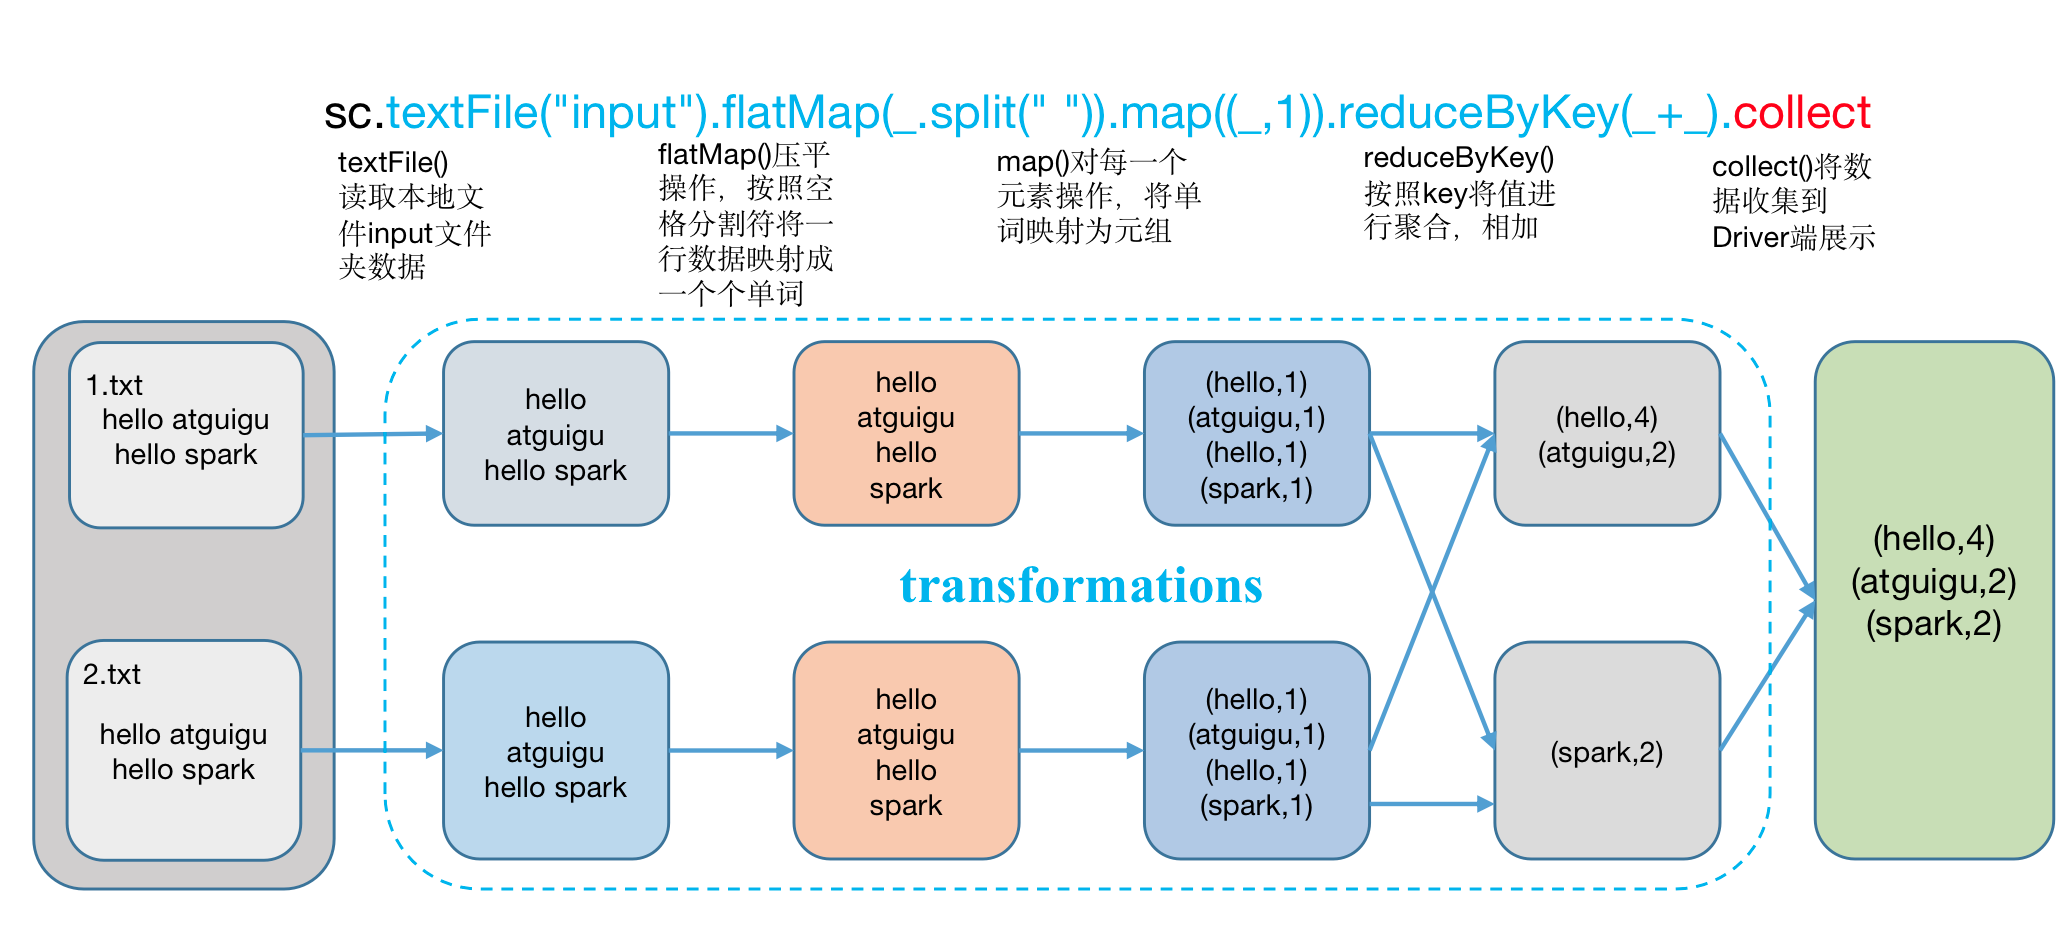 sc.textFile("input").flatMap(_.split(" ")).map((_,1)).reduceByKey(_+_).collect
textFile()
读取本地文
件input文件
夹数据
flatMap()压平
操作，按照空
格分割符将一
行数据映射成
一个个单词
map()对每一个
元素操作，将单
词映射为元组
reduceByKey()
按照key将值进
行聚合，相加
collect()将数
据收集到
Driver端展示
1.txt
hello atguigu
hello spark
hello
atguigu
hello spark
hello
atguigu
hello
spark
(hello,1)
(atguigu,1)
(hello,1)
(spark,1)
(hello,4)
(atguigu,2)
transformations
(hello,4)
(atguigu,2)
(spark,2)
2.txt
hello atguigu
hello spark
hello
atguigu
hello spark
hello
atguigu
hello
spark
(hello,1)
(atguigu,1)
(hello,1)
(spark,1)
(spark,2)